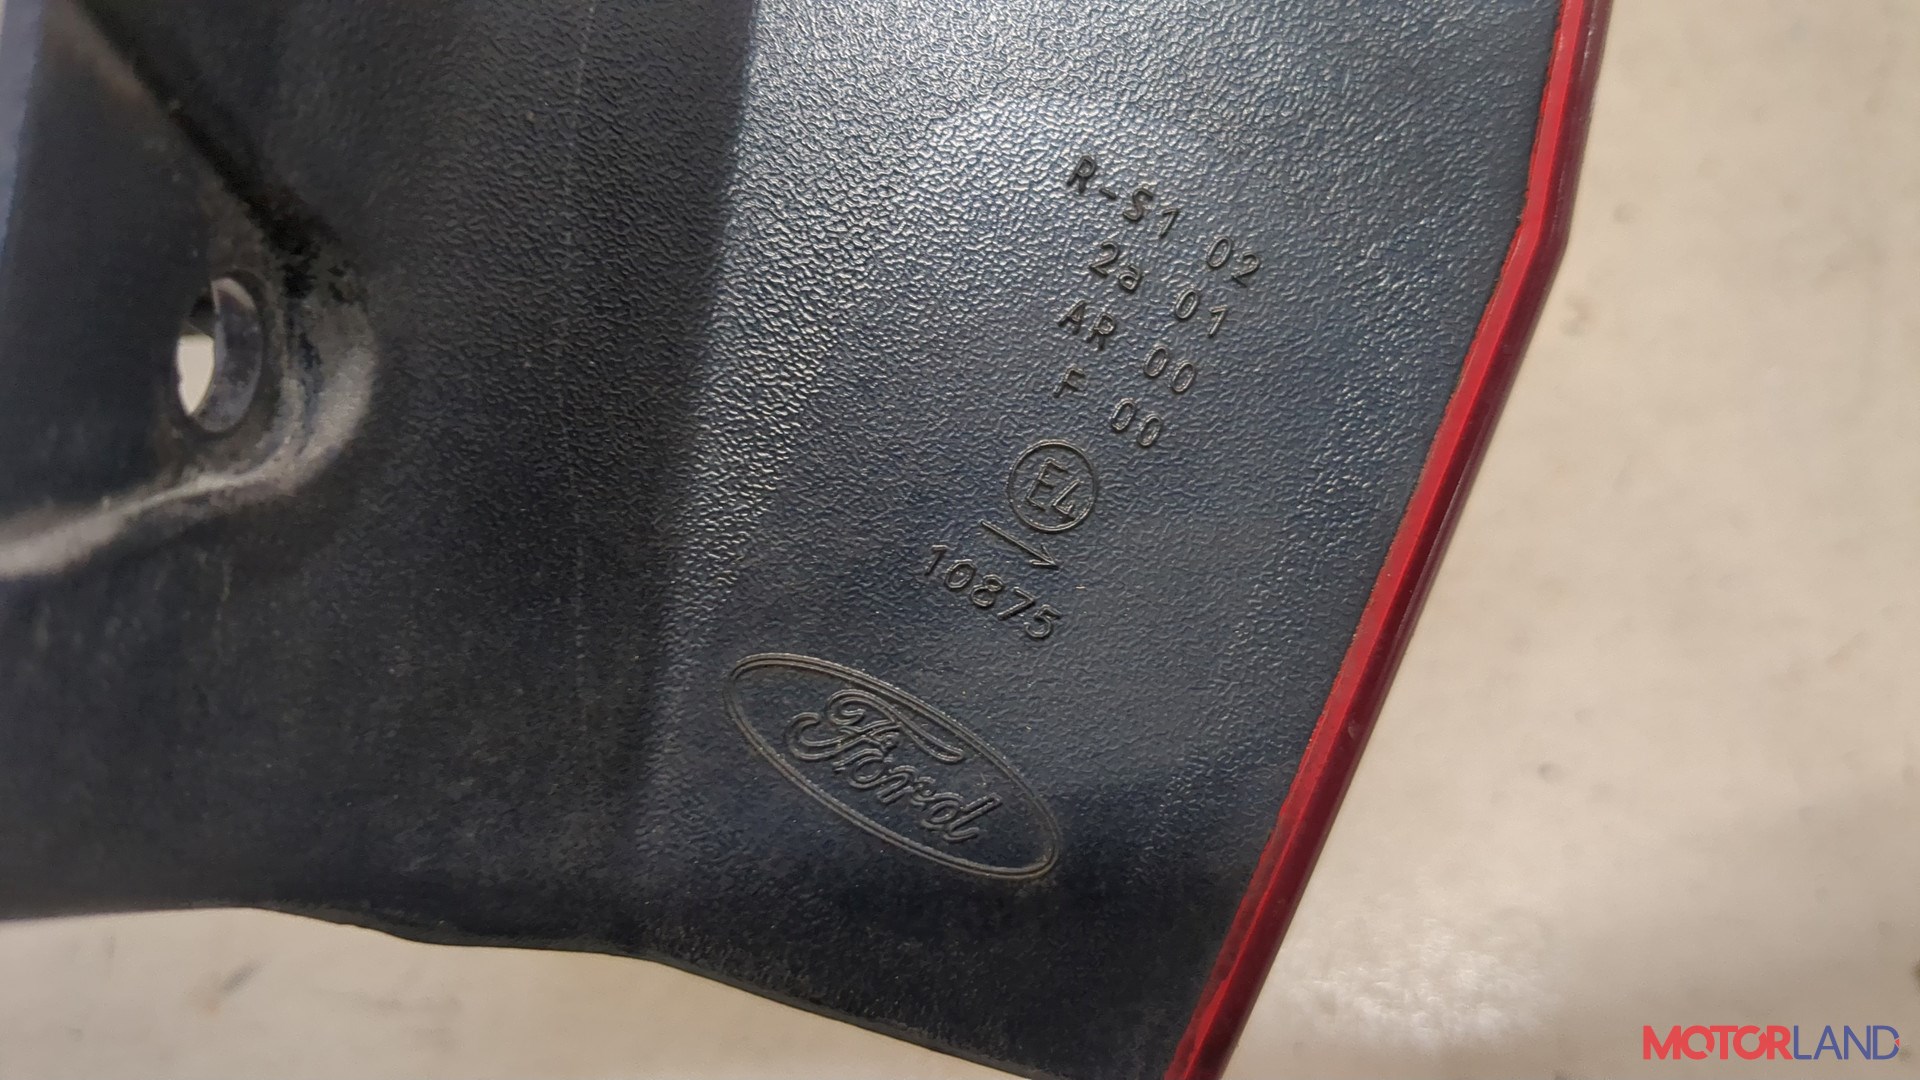 R-S1 02
2a 01
AR 00
F 00
E4
10875
Ford
MOTORLAND